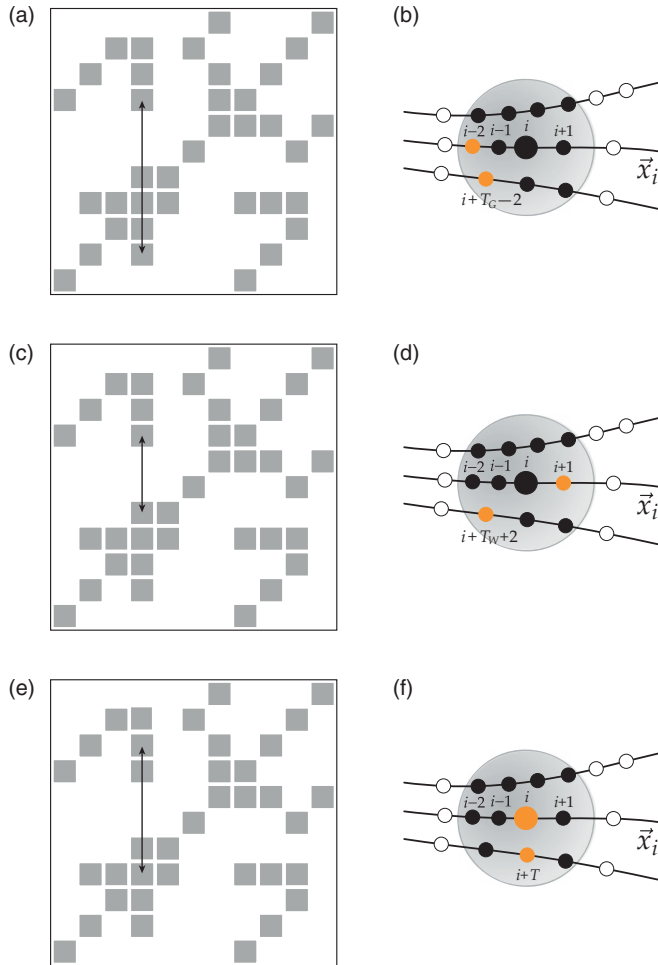 (a)
(b)
i
i−2 i−1 i+1
x⃗i
i+TG−2
(c)
(d)
i
i−2 i−1 i+1
x⃗i
i+TW+2
(e)
(f)
i
i−2 i−1 i+1
x⃗i
i+T